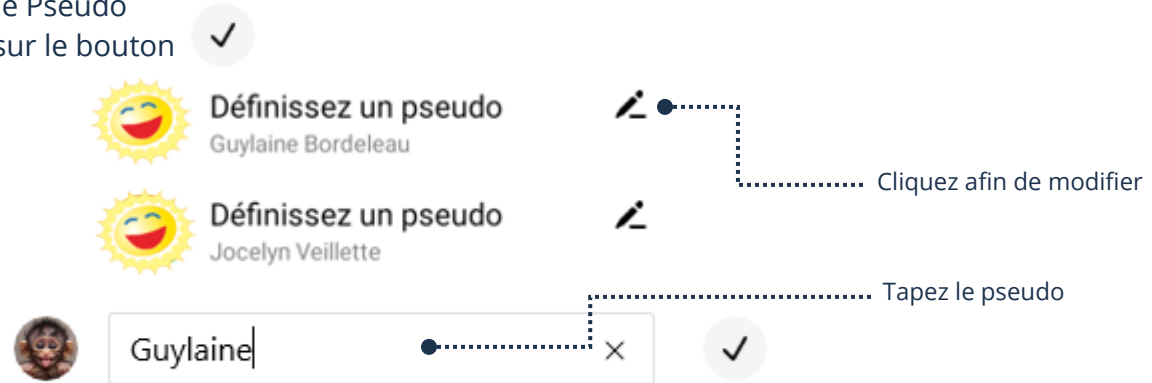 e Pseudo
sur le bouton
Définissez un pseudo
Guylaine Bordeleau
Cliquez afin de modifier
Définissez un pseudo
Jocelyn Veillette
Tapez le pseudo
Guylaine